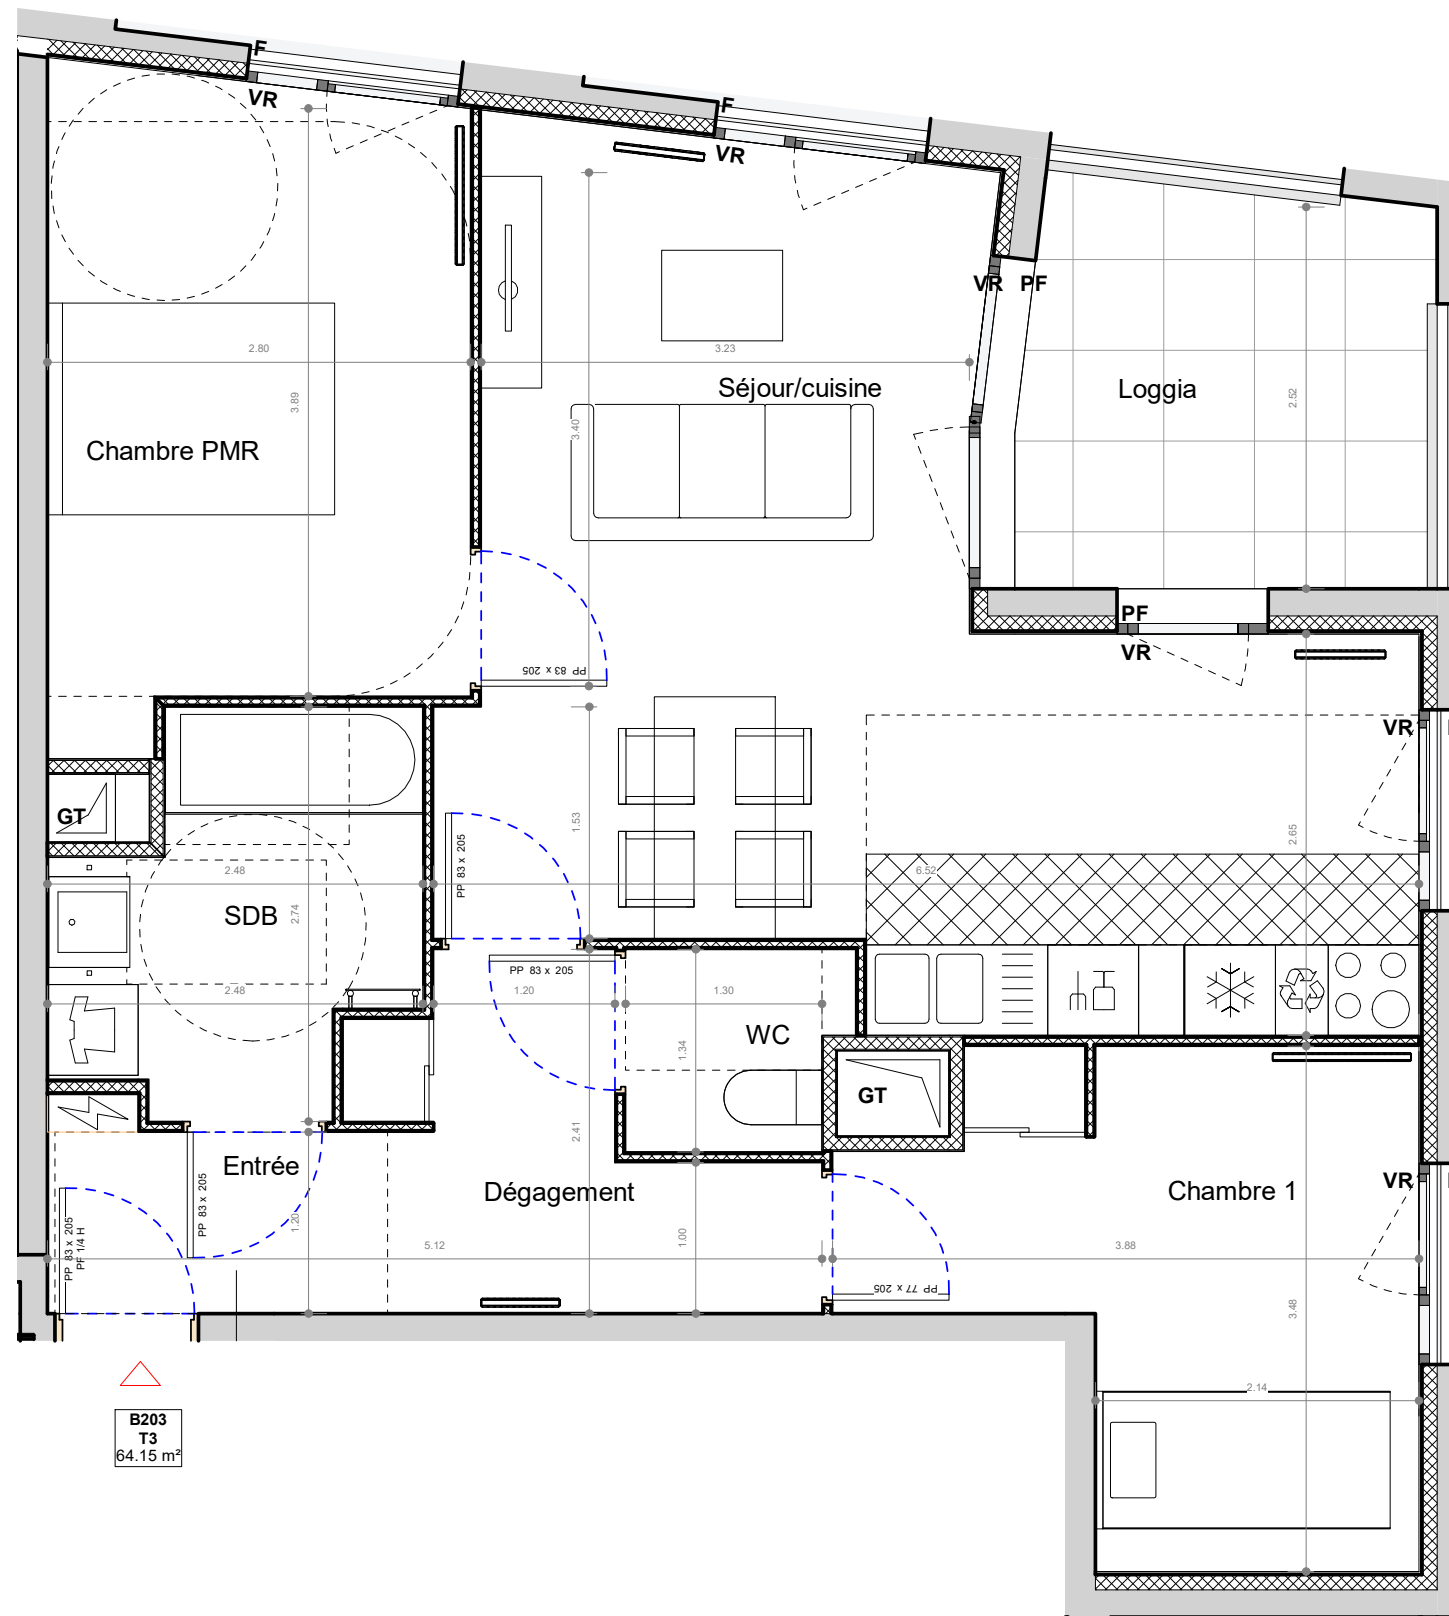 F
VR
F
VR
VR PF
2.80
3.23
Séjour/cuisine
Loggia
3.89
2.52
3.40
Chambre PMR
PP 83 x 205
PF
VR
VR
GT
1.53
PP 83 x 205
2.65
2.48
6.52
SDB
2.74
PP 83 x 205
2.48
1.20
1.30
WC
1.34
GT
2.41
Entrée
PP 83 x 205
Dégagement
Chambre 1
VR
PP 83 x 205
PF 1/4 H
1.20
1.00
5.12
3.88
PP 77 x 205
3.48
2.14
B203
T3
64.15 m²